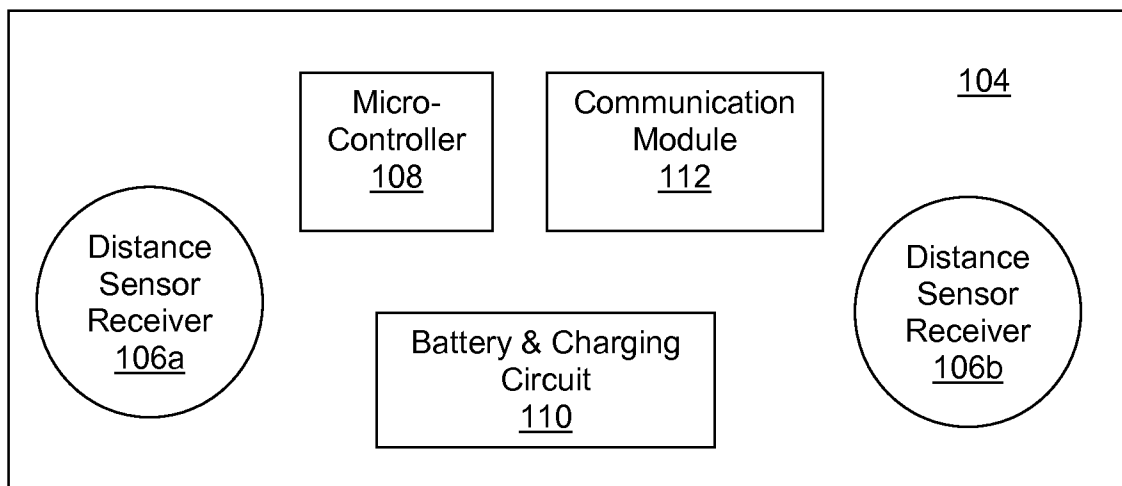 Micro-
Controller
108
Communication
Module
112
104
Distance
Sensor
Receiver
106a
Battery & Charging
Circuit
110
Distance
Sensor
Receiver
106b